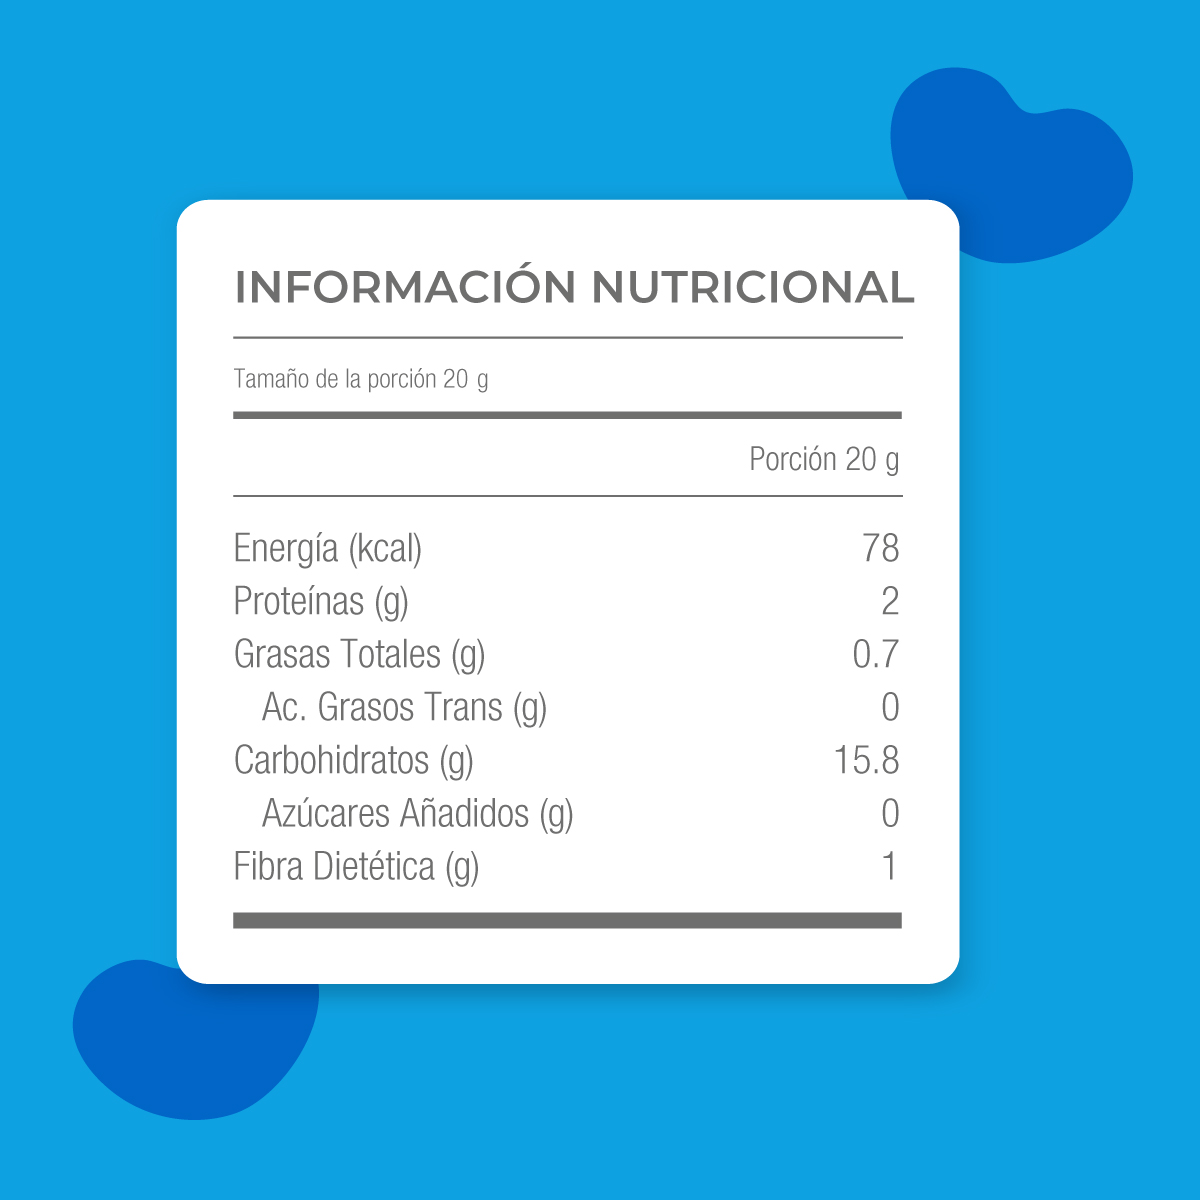 INFORMACIÓN NUTRICIONAL
Tamaño de la porción 20 g
Porción 20 g
Energía (kcal) 78
Proteínas (g) 2
Grasas Totales (g) 0.7
Ac. Grasos Trans (g) 0
Carbohidratos (g) 15.8
Azúcares Añadidos (g) 0
Fibra Dietética (g) 1